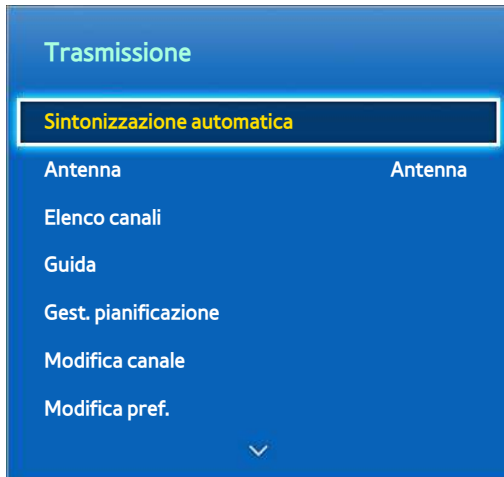 Trasmissione
Sintonizzazione automatica
Antenna Antenna
Elenco canali
Guida
Gest. pianificazione
Modifica canale
Modifica pref.